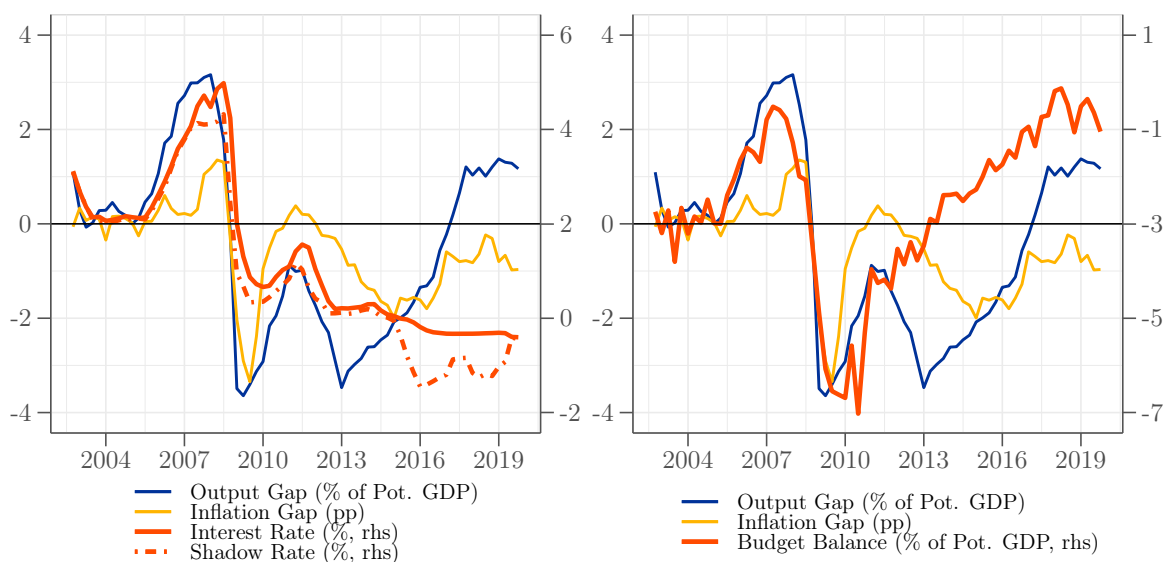 4
2
0
-2
-4
6
4
2
0
-2
2004 2007 2010 2013 2016 2019
Output Gap (% of Pot. GDP)
Inflation Gap (pp)
Interest Rate (%, rhs)
Shadow Rate (%, rhs)
4
2
0
-2
-4
1
-1
-3
-5
-7
2004 2007 2010 2013 2016 2019
Output Gap (% of Pot. GDP)
Inflation Gap (pp)
Budget Balance (% of Pot. GDP, rhs)